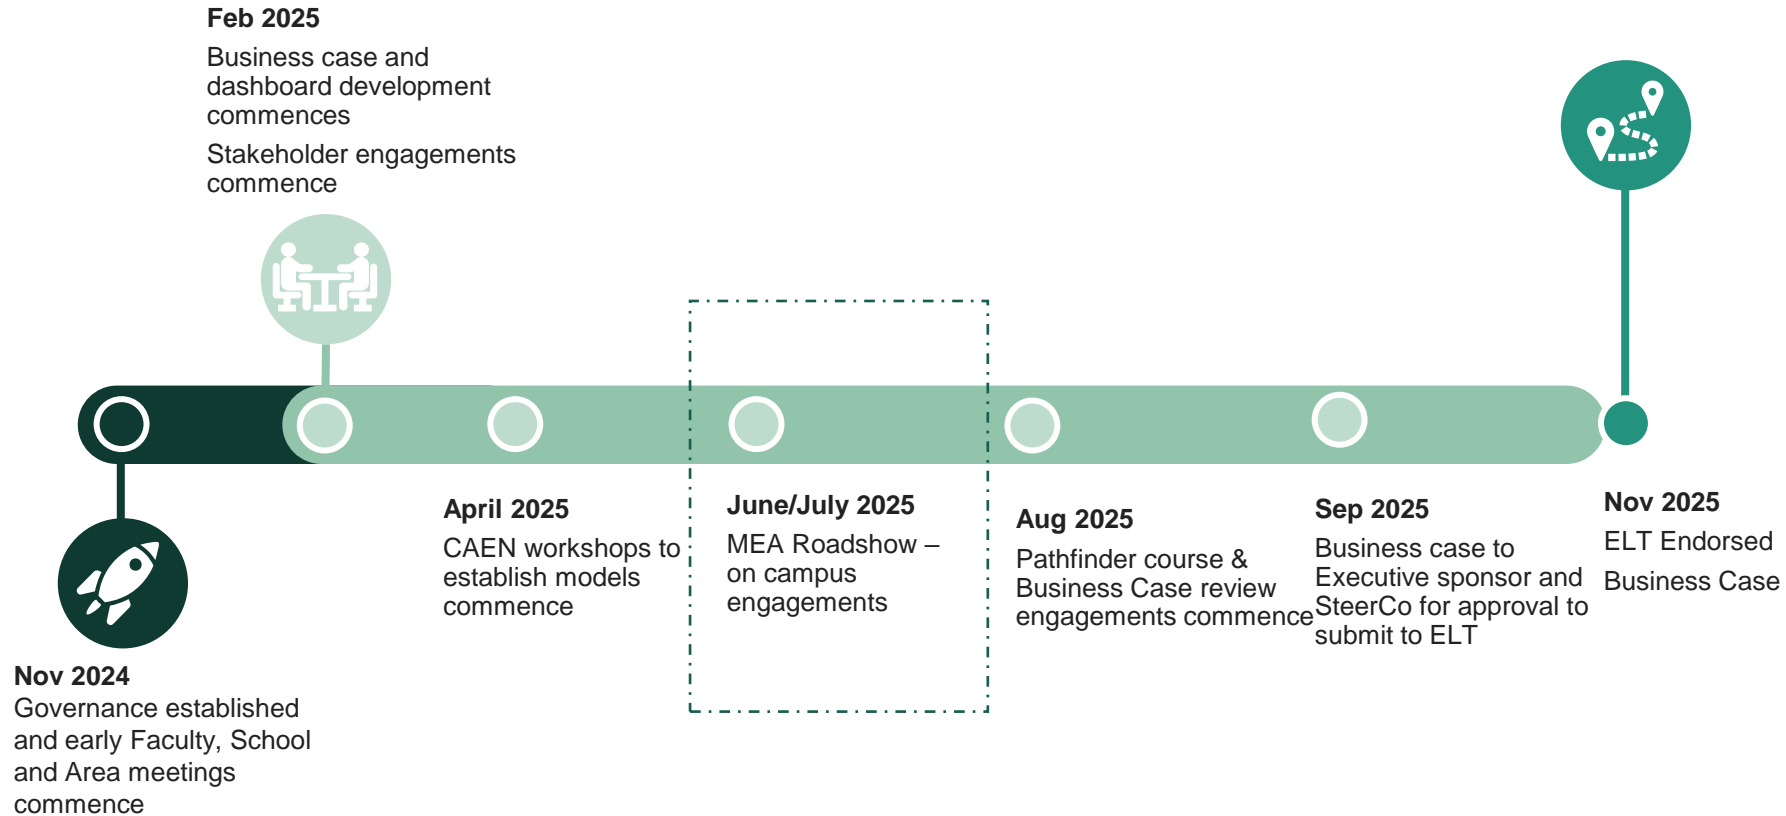 Feb 2025
Business case and
dashboard development
commences
Stakeholder engagements
commence
Nov 2024
Governance established
and early Faculty, School
and Area meetings
commence
April 2025
CAEN workshops to
establish models
commence
June/July 2025
MEA Roadshow –
on campus
engagements
Aug 2025
Pathfinder course &
Business Case review
engagements commence
Sep 2025
Business case to
Executive sponsor and
SteerCo for approval to
submit to ELT
Nov 2025
ELT Endorsed
Business Case